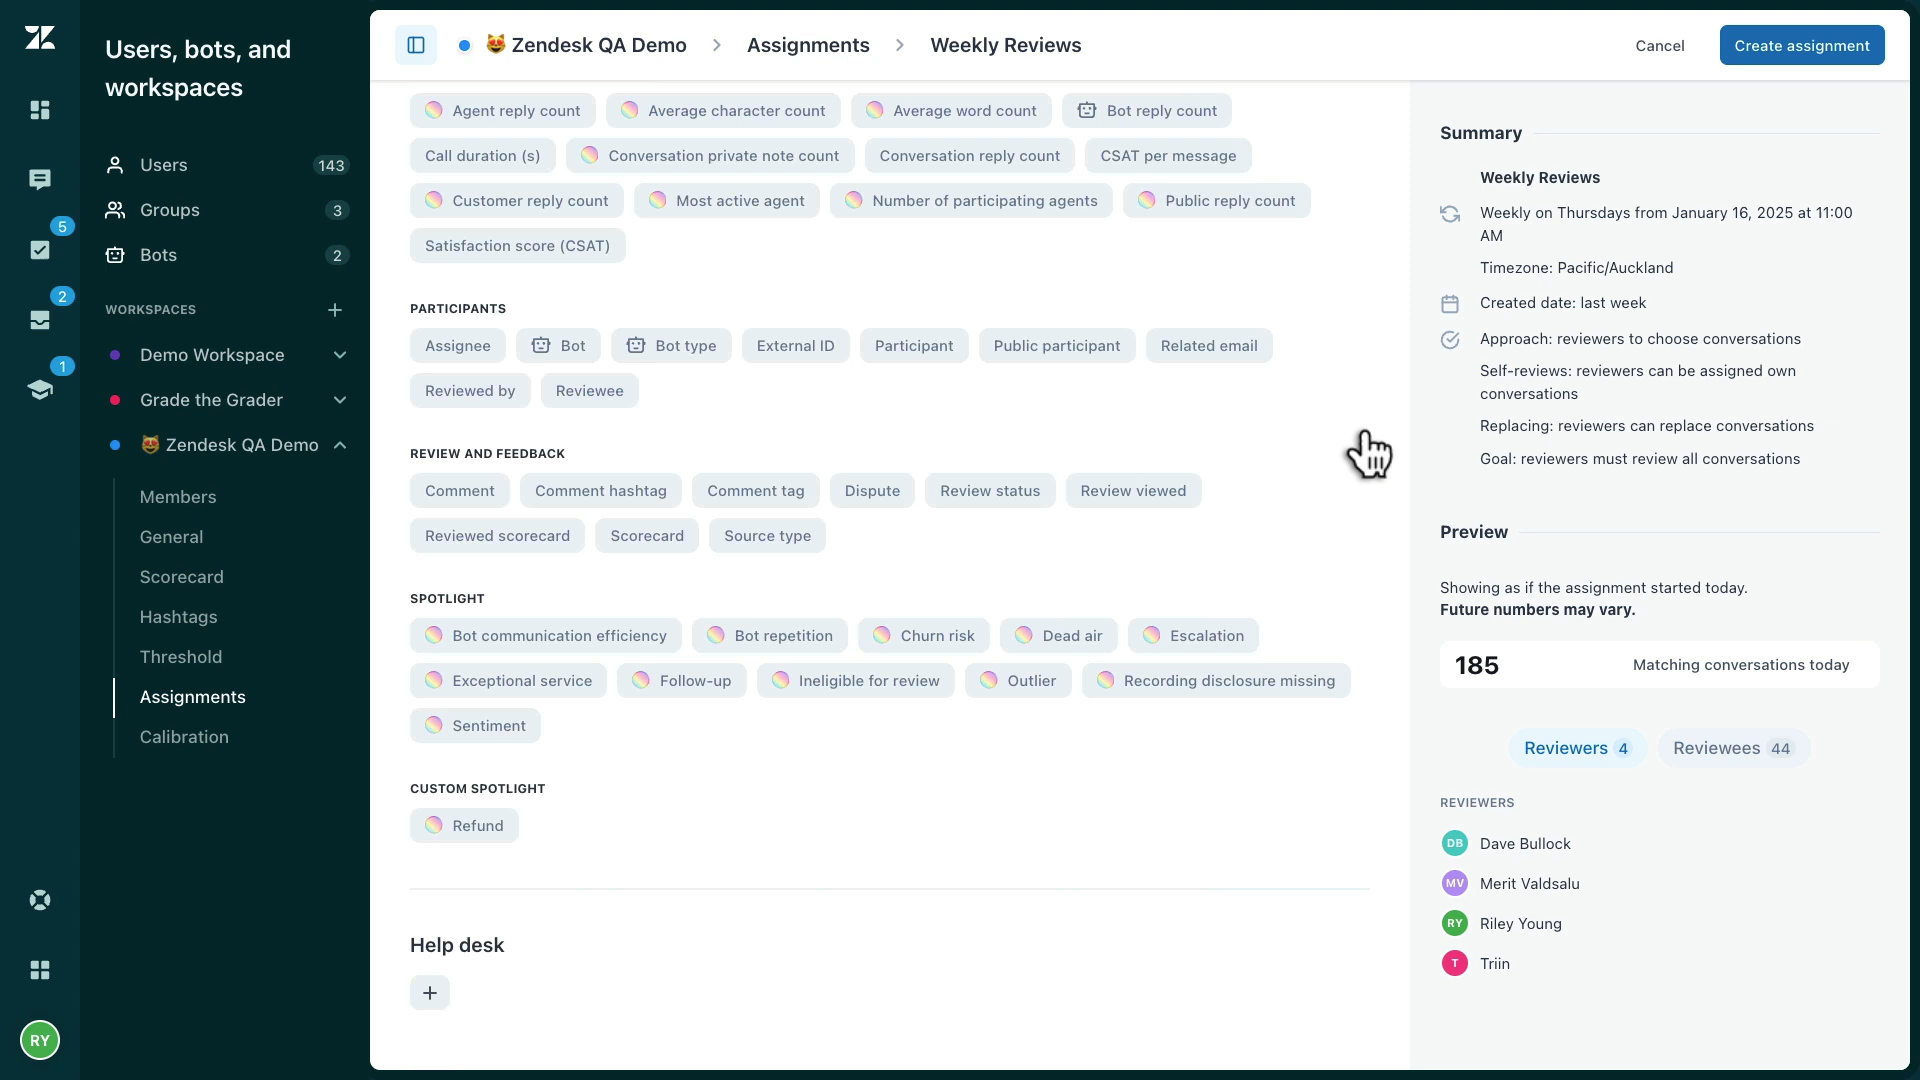 Users, bots, and
workspaces
Users 143
Groups 3
Bots 2
WORKSPACES
Demo Workspace
Grade the Grader
Zendesk QA Demo
Members
General
Scorecard
Hashtags
Threshold
Assignments
Calibration
5
2
1
RY
Zendesk QA Demo > Assignments > Weekly Reviews
Cancel
Create assignment
Agent reply count
Average character count
Average word count
Bot reply count
Call duration (s)
Conversation private note count
Conversation reply count
CSAT per message
Customer reply count
Most active agent
Number of participating agents
Public reply count
Satisfaction score (CSAT)
PARTICIPANTS
Assignee
Bot
Bot type
External ID
Participant
Public participant
Related email
Reviewed by
Reviewee
REVIEW AND FEEDBACK
Comment
Comment hashtag
Comment tag
Dispute
Review status
Review viewed
Reviewed scorecard
Scorecard
Source type
SPOTLIGHT
Bot communication efficiency
Bot repetition
Churn risk
Dead air
Escalation
Exceptional service
Follow-up
Ineligible for review
Outlier
Recording disclosure missing
Sentiment
CUSTOM SPOTLIGHT
Refund
Help desk
Summary
Weekly Reviews
Weekly on Thursdays from January 16, 2025 at 11:00
AM
Timezone: Pacific/Auckland
Created date: last week
Approach: reviewers to choose conversations
Self-reviews: reviewers can be assigned own
conversations
Replacing: reviewers can replace conversations
Goal: reviewers must review all conversations
Preview
Showing as if the assignment started today.
Future numbers may vary.
185 Matching conversations today
Reviewers 4
Reviewees 44
REVIEWERS
DB Dave Bullock
MV Merit Valdsalu
RY Riley Young
T Triin